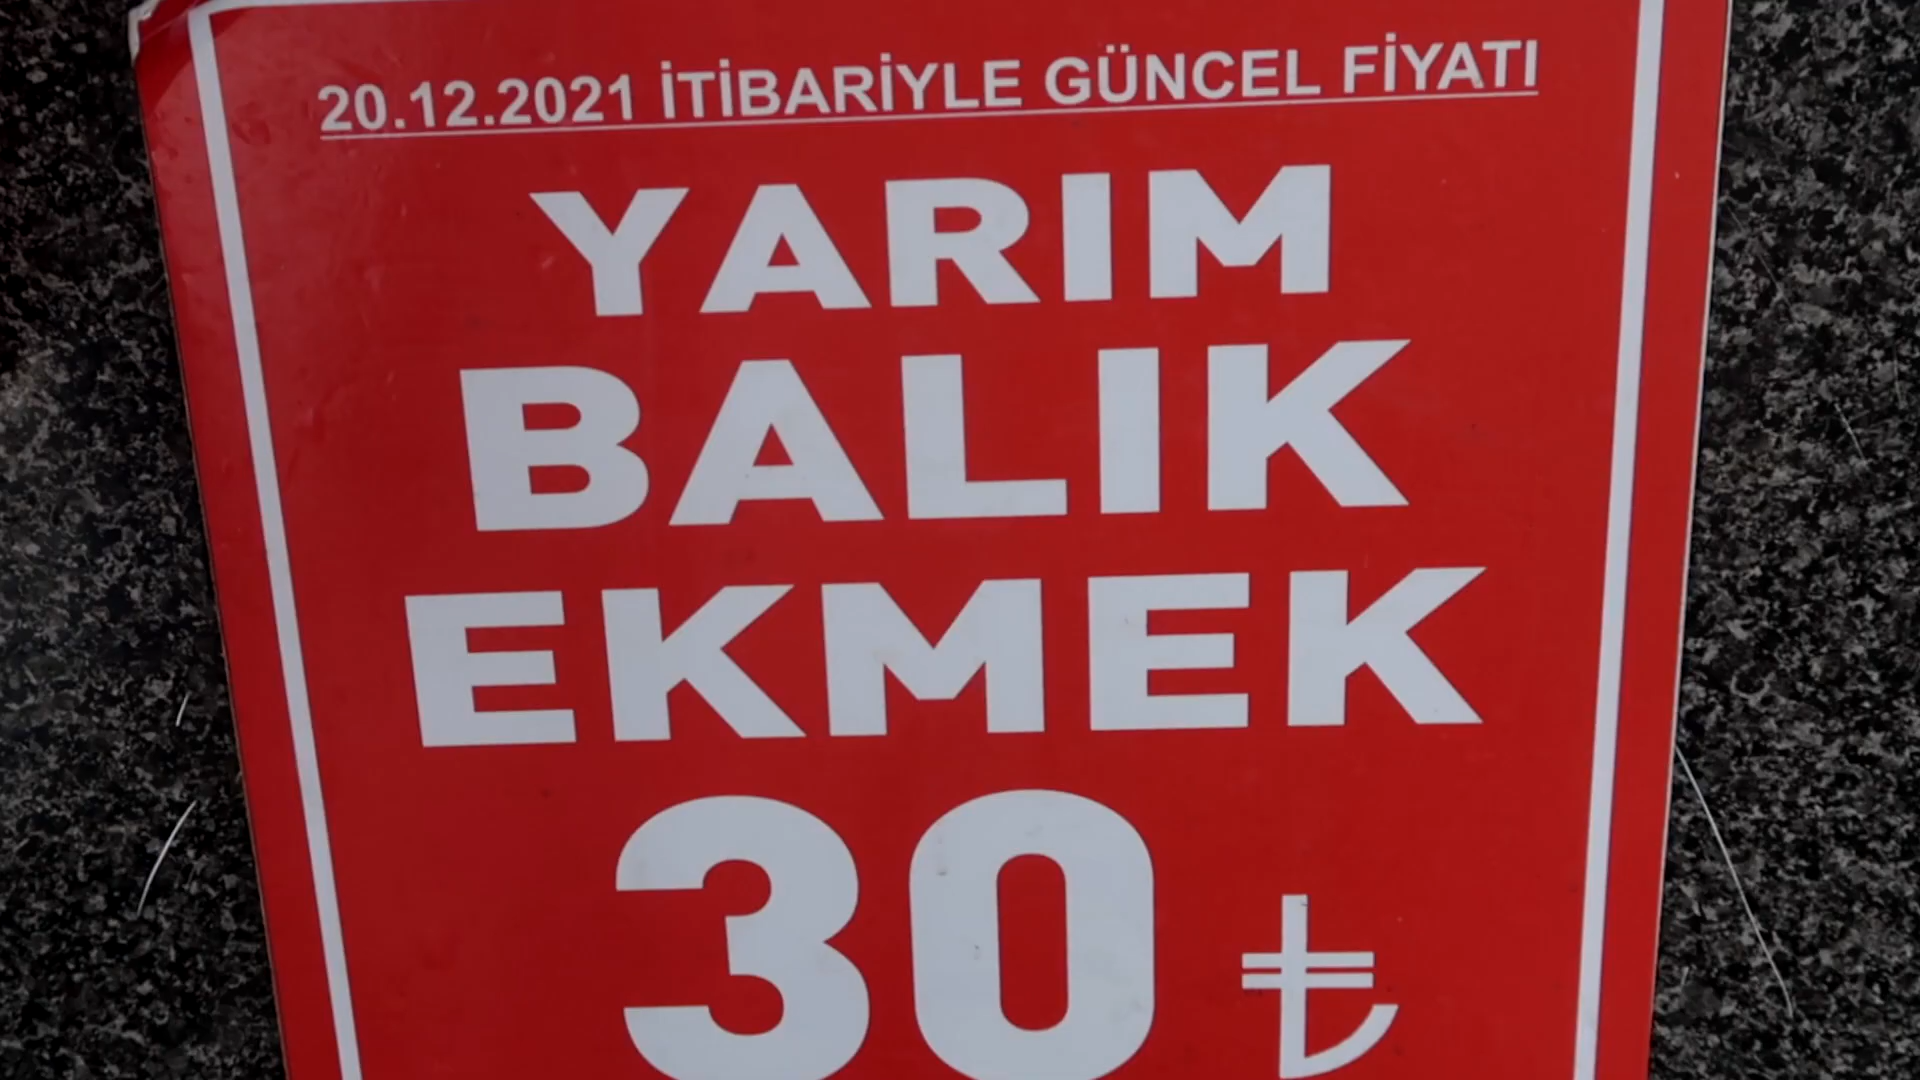 20.12.2021 İTİBARİYLE GÜNCEL FİYATI
YARIM
BALIK
EKMEK
30 ₺